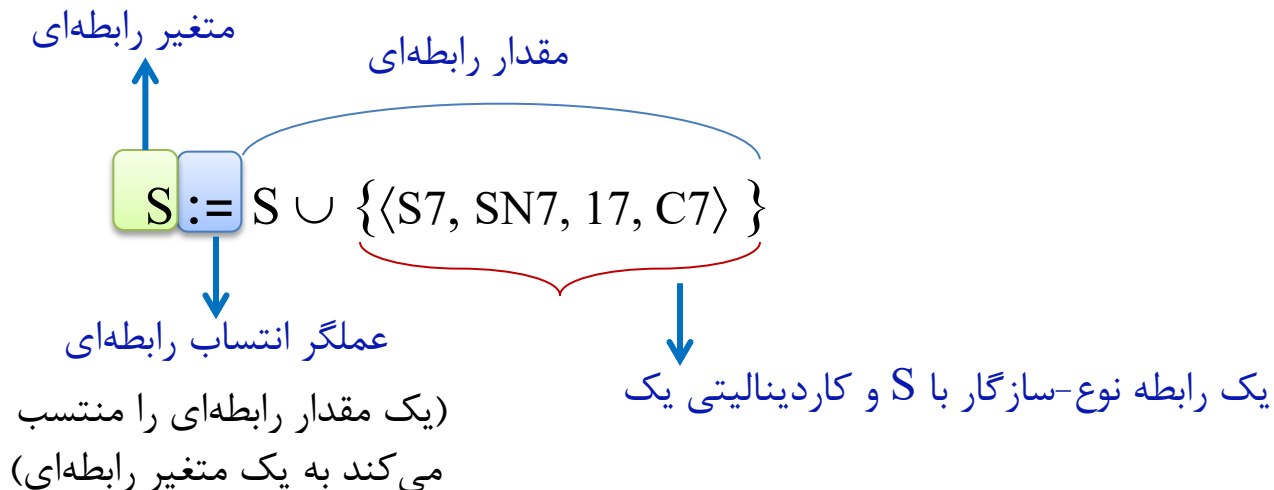 متغیر رابطه‌ای
مقدار رابطه‌ای
S := S ∪ {⟨S7, SN7, 17, C7⟩ }
عملگر انتساب رابطه‌ای
(یک مقدار رابطه‌ای را منتسب
می‌کند به یک متغیر رابطه‌ای)
یک رابطه نوع-سازگار با S و کاردینالیتی یک